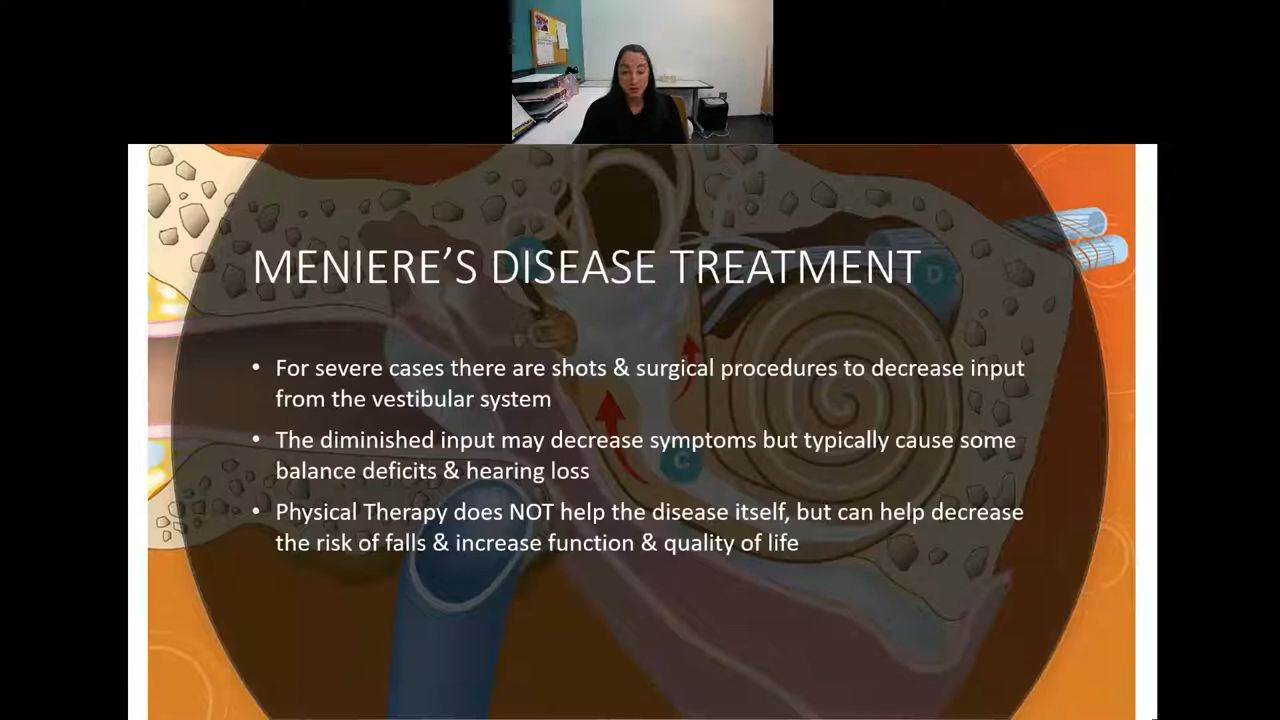 MENIERE’S DISEASE TREATMENT
• For severe cases there are shots & surgical procedures to decrease input
from the vestibular system
• The diminished input may decrease symptoms but typically cause some
balance deficits & hearing loss
• Physical Therapy does NOT help the disease itself, but can help decrease
the risk of falls & increase function & quality of life
D
C